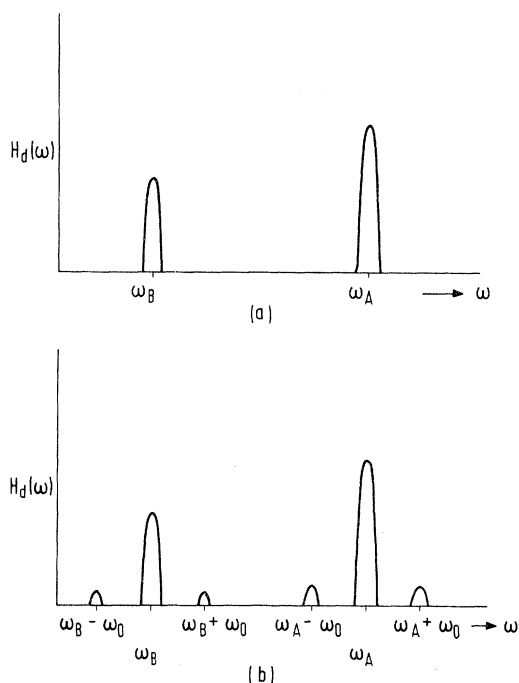 H_d(ω)
ω_B ω_A → ω
(a)
H_d(ω)
ω_B − ω_0 ω_B + ω_0 ω_A − ω_0 ω_A + ω_0 → ω
ω_B ω_A
(b)